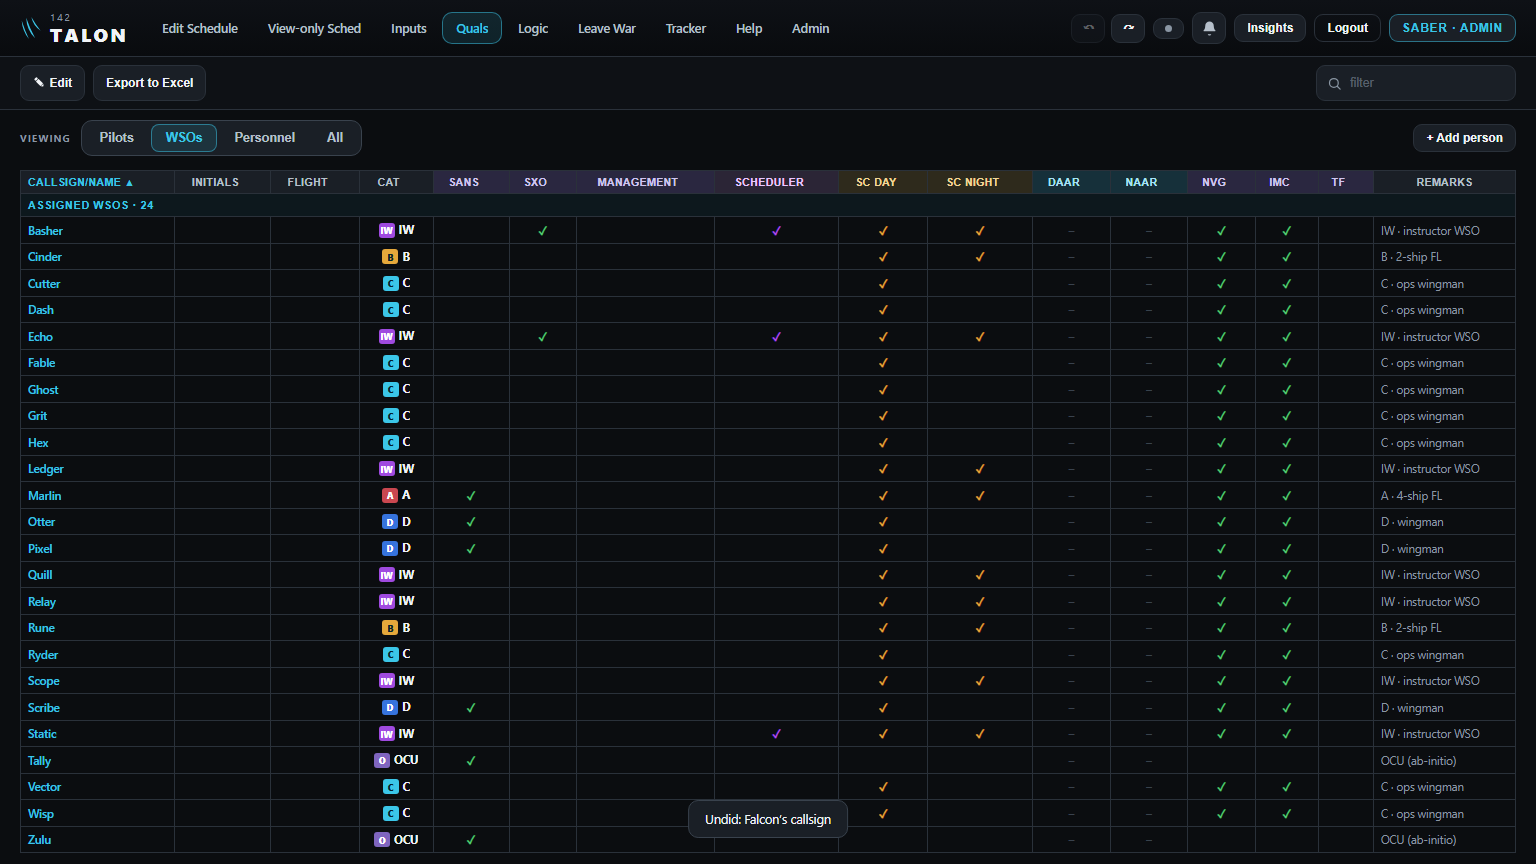 142
TALON
Edit Schedule View-only Sched Inputs Quals Logic Leave War Tracker Help Admin Insights Logout SABER · ADMIN
✎ Edit Export to Excel filter
VIEWING Pilots WSOs Personnel All + Add person
CALLSIGN/NAME ▲ INITIALS FLIGHT CAT SANS SXO MANAGEMENT SCHEDULER SC DAY SC NIGHT DAAR NAAR NVG IMC TF REMARKS
ASSIGNED WSOS · 24
Basher IW IW ✓ ✓ ✓ ✓ – – ✓ ✓ IW · instructor WSO
Cinder B B ✓ ✓ – – ✓ ✓ B · 2-ship FL
Cutter C C ✓ – – ✓ ✓ C · ops wingman
Dash C C ✓ – – ✓ ✓ C · ops wingman
Echo IW IW ✓ ✓ ✓ ✓ – – ✓ ✓ IW · instructor WSO
Fable C C ✓ – – ✓ ✓ C · ops wingman
Ghost C C ✓ – – ✓ ✓ C · ops wingman
Grit C C ✓ – – ✓ ✓ C · ops wingman
Hex C C ✓ – – ✓ ✓ C · ops wingman
Ledger IW IW ✓ ✓ – – ✓ ✓ IW · instructor WSO
Marlin A A ✓ ✓ ✓ – – ✓ ✓ A · 4-ship FL
Otter D D ✓ ✓ – – ✓ ✓ D · wingman
Pixel D D ✓ ✓ – – ✓ ✓ D · wingman
Quill IW IW ✓ ✓ – – ✓ ✓ IW · instructor WSO
Relay IW IW ✓ ✓ – – ✓ ✓ IW · instructor WSO
Rune B B ✓ ✓ – – ✓ ✓ B · 2-ship FL
Ryder C C ✓ – – ✓ ✓ C · ops wingman
Scope IW IW ✓ ✓ – – ✓ ✓ IW · instructor WSO
Scribe D D ✓ ✓ – – ✓ ✓ D · wingman
Static IW IW ✓ ✓ ✓ – – ✓ ✓ IW · instructor WSO
Tally O OCU ✓ – – OCU (ab-initio)
Vector C C ✓ – – ✓ ✓ C · ops wingman
Wisp C C ✓ – – ✓ ✓ C · ops wingman
Undid: Falcon's callsign
Zulu O OCU ✓ – – OCU (ab-initio)